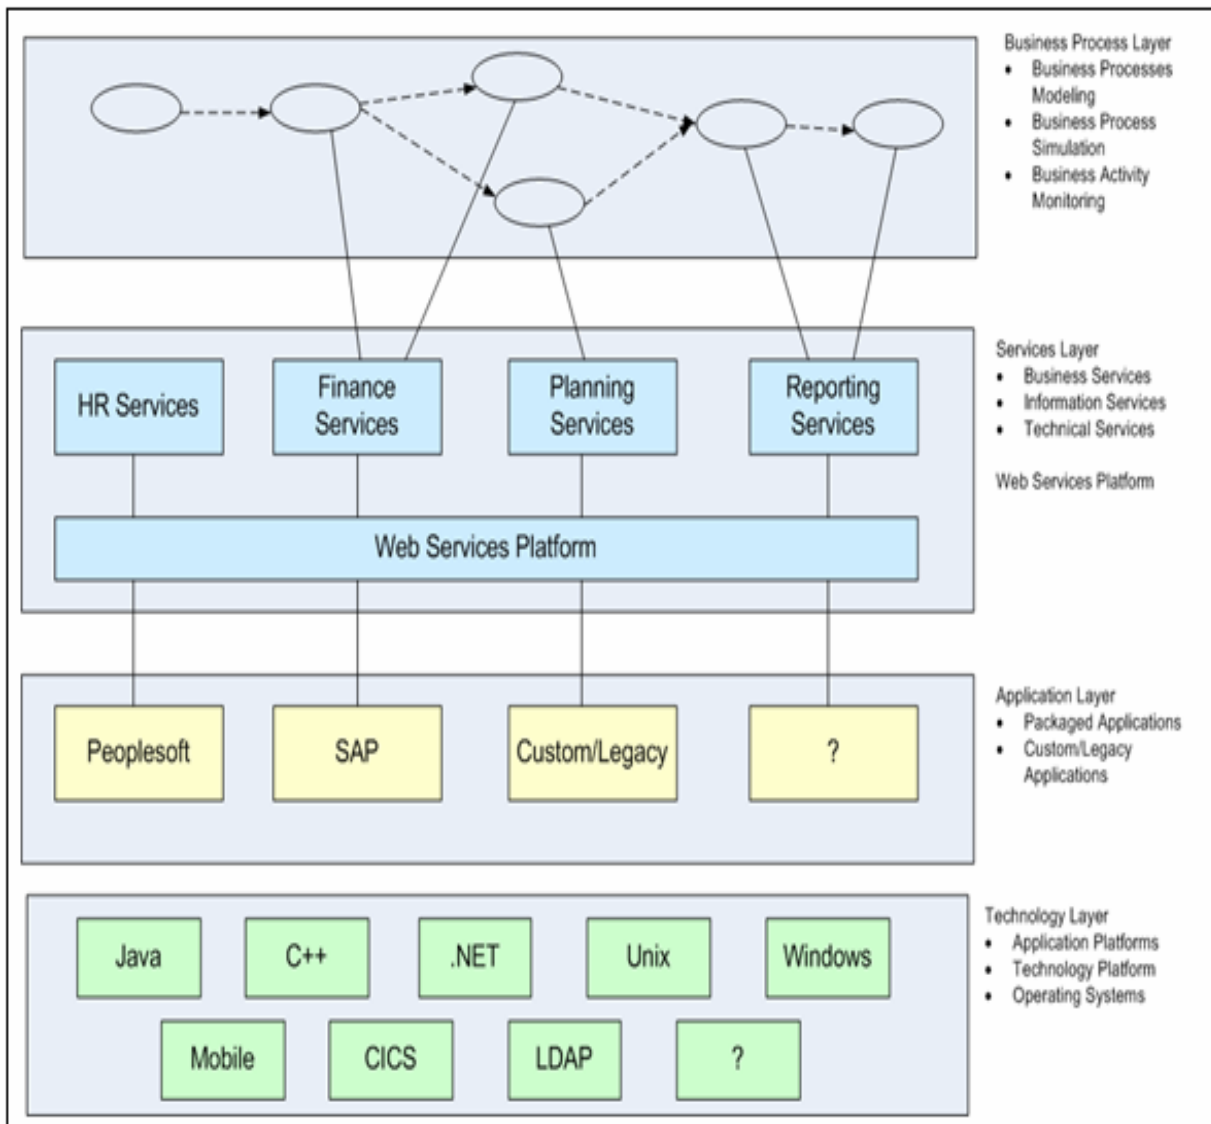 Business Process Layer
• Business Processes
Modeling
• Business Process
Simulation
• Business Activity
Monitoring
HR Services
Finance
Services
Planning
Services
Reporting
Services
Web Services Platform
Services Layer
• Business Services
• Information Services
• Technical Services
Web Services Platform
Peoplesoft
SAP
Custom/Legacy
?
Application Layer
• Packaged Applications
• Custom/Legacy
Applications
Java
C++
.NET
Unix
Windows
Mobile
CICS
LDAP
?
Technology Layer
• Application Platforms
• Technology Platform
• Operating Systems